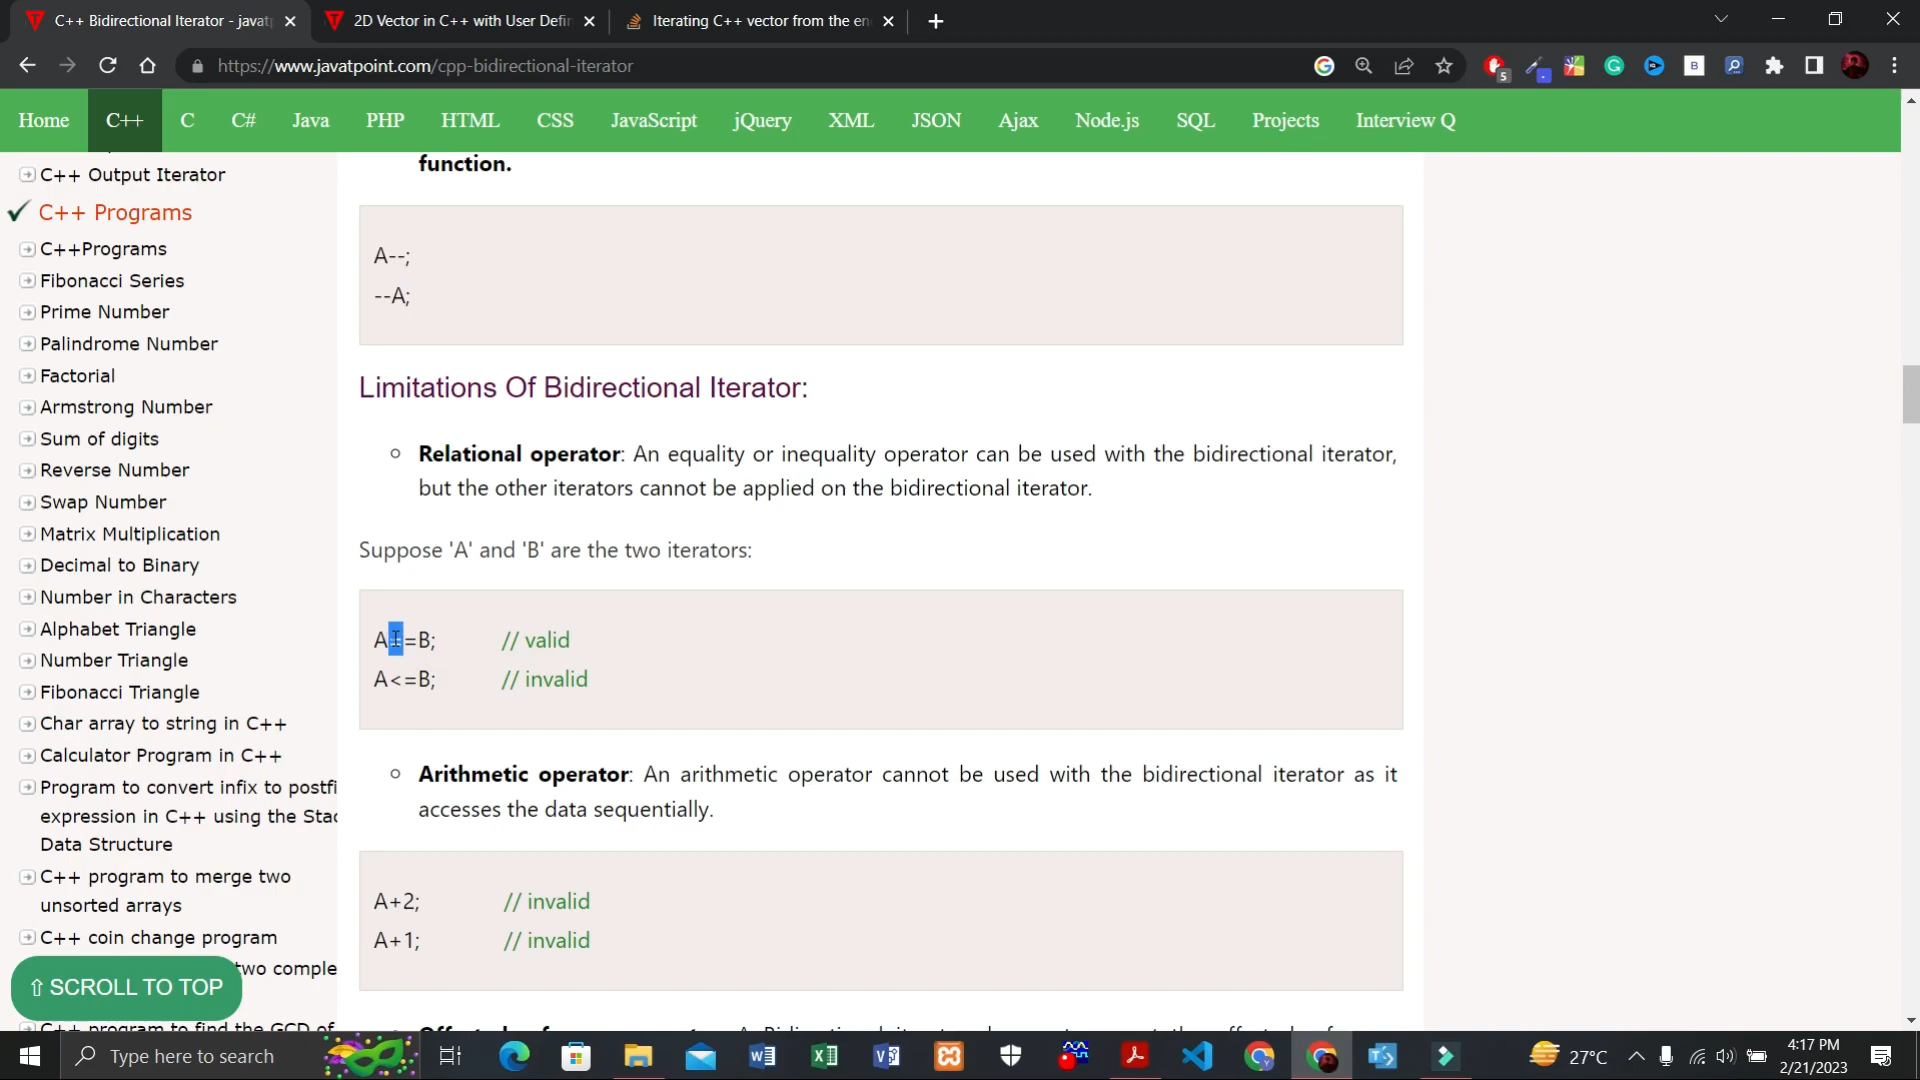 C++ Bidirectional Iterator - javatp
2D Vector in C++ with User Defin
Iterating C++ vector from the en
https://www.javatpoint.com/cpp-bidirectional-iterator
5
B
Home C++ C C# Java PHP HTML CSS JavaScript jQuery XML JSON Ajax Node.js SQL Projects Interview Q
C++ Output Iterator
C++ Programs
C++Programs
Fibonacci Series
Prime Number
Palindrome Number
Factorial
Armstrong Number
Sum of digits
Reverse Number
Swap Number
Matrix Multiplication
Decimal to Binary
Number in Characters
Alphabet Triangle
Number Triangle
Fibonacci Triangle
Char array to string in C++
Calculator Program in C++
Program to convert infix to postfi
expression in C++ using the Stac
Data Structure
C++ program to merge two
unsorted arrays
C++ coin change program
two comple
⇧ SCROLL TO TOP
C++ program to find the GCD of
function.
A--;
--A;
Limitations Of Bidirectional Iterator:
Relational operator: An equality or inequality operator can be used with the bidirectional iterator,
but the other iterators cannot be applied on the bidirectional iterator.
Suppose 'A' and 'B' are the two iterators:
A==B; // valid
A<=B; // invalid
Arithmetic operator: An arithmetic operator cannot be used with the bidirectional iterator as it
accesses the data sequentially.
A+2; // invalid
A+1; // invalid
Type here to search
27°C
4:17 PM
2/21/2023